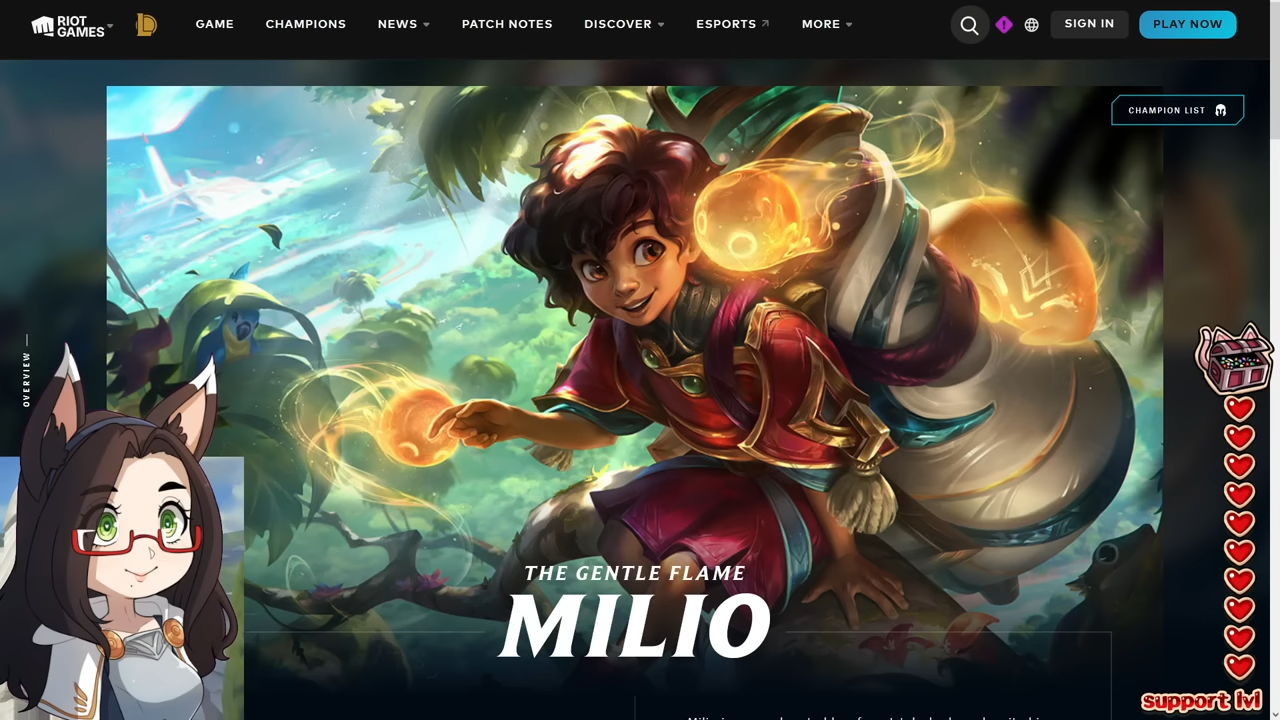 RIOT GAMES
GAME
CHAMPIONS
NEWS
PATCH NOTES
DISCOVER
ESPORTS
MORE
SIGN IN
PLAY NOW
CHAMPION LIST
OVERVIEW
THE GENTLE FLAME
MILIO
support lvl